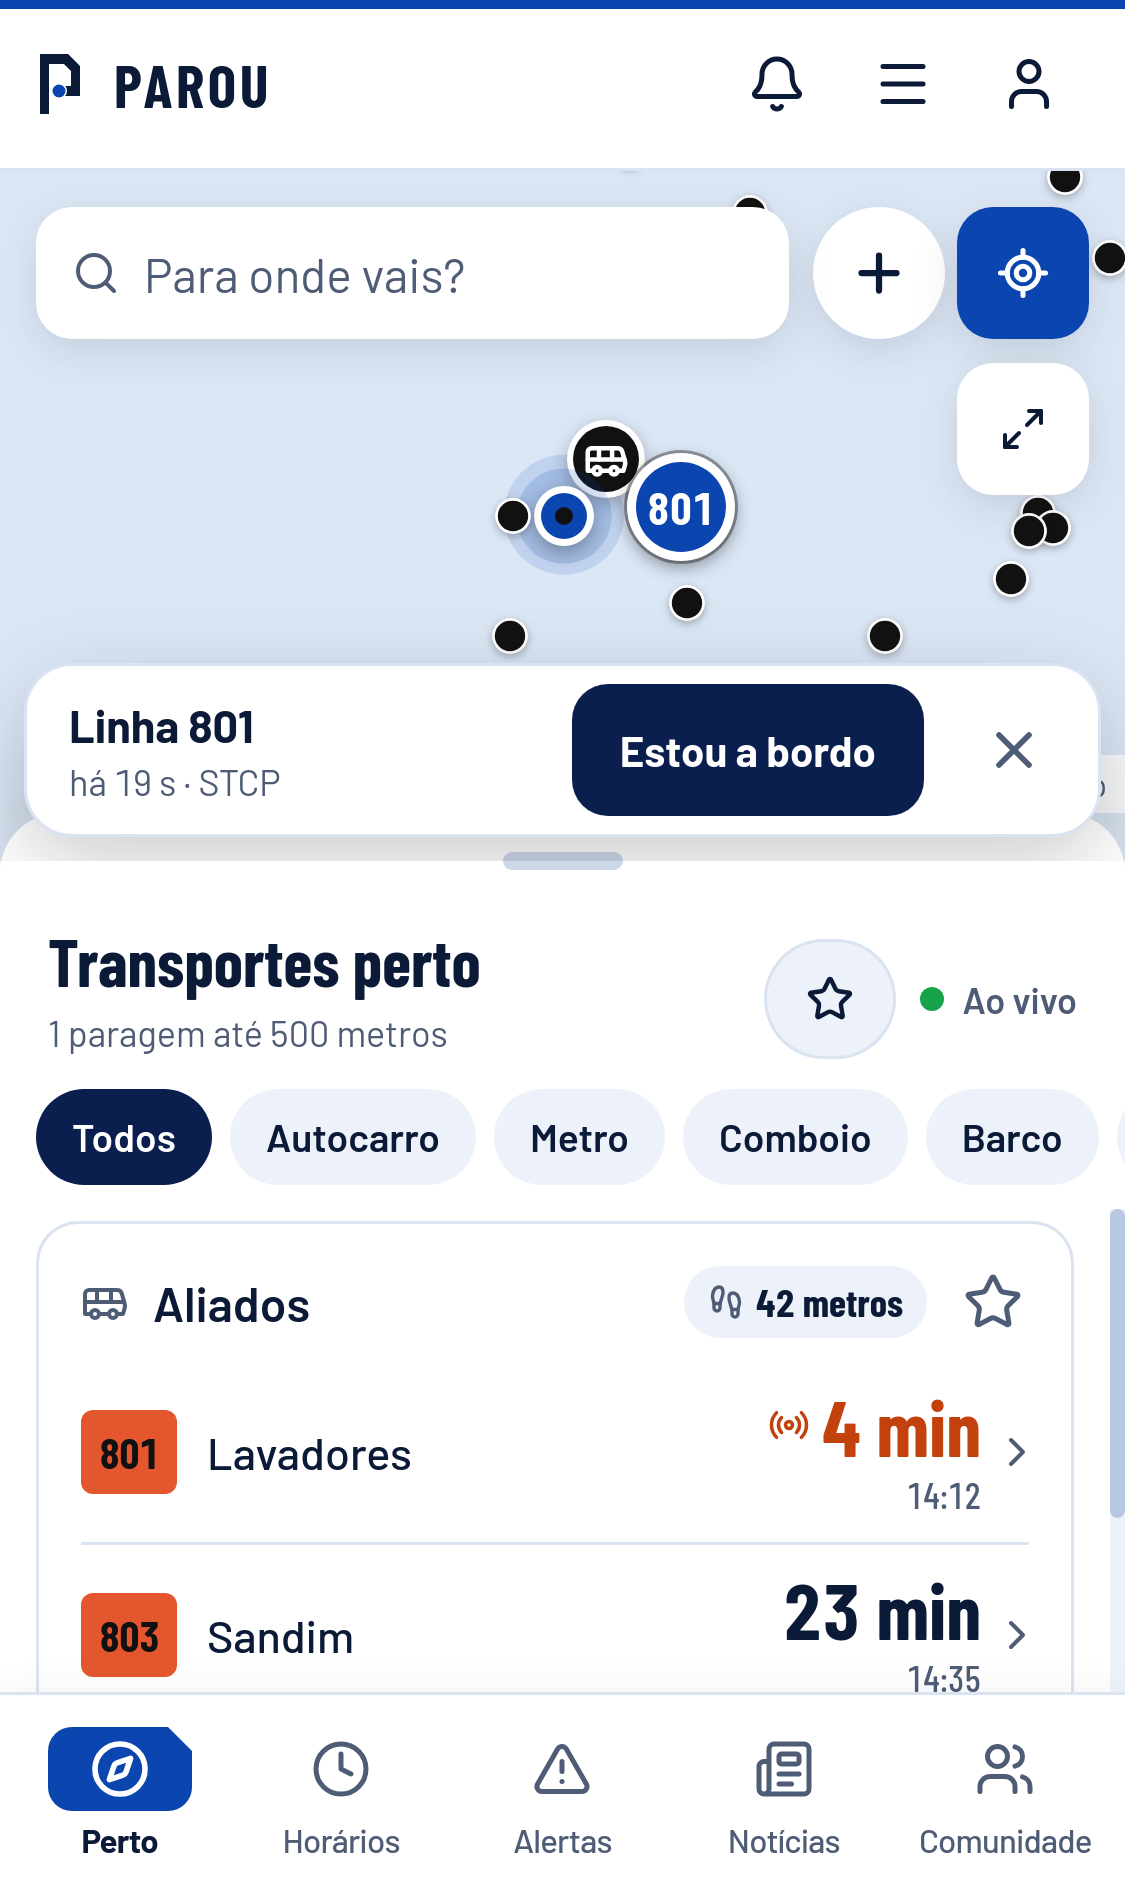 PAROU
Para onde vais?
801
Linha 801
há 19 s · STCP
Estou a bordo
Transportes perto
1 paragem até 500 metros
Ao vivo
Todos
Autocarro
Metro
Comboio
Barco
Aliados
42 metros
801
Lavadores
4 min
14:12
803
Sandim
23 min
14:35
Perto
Horários
Alertas
Notícias
Comunidade